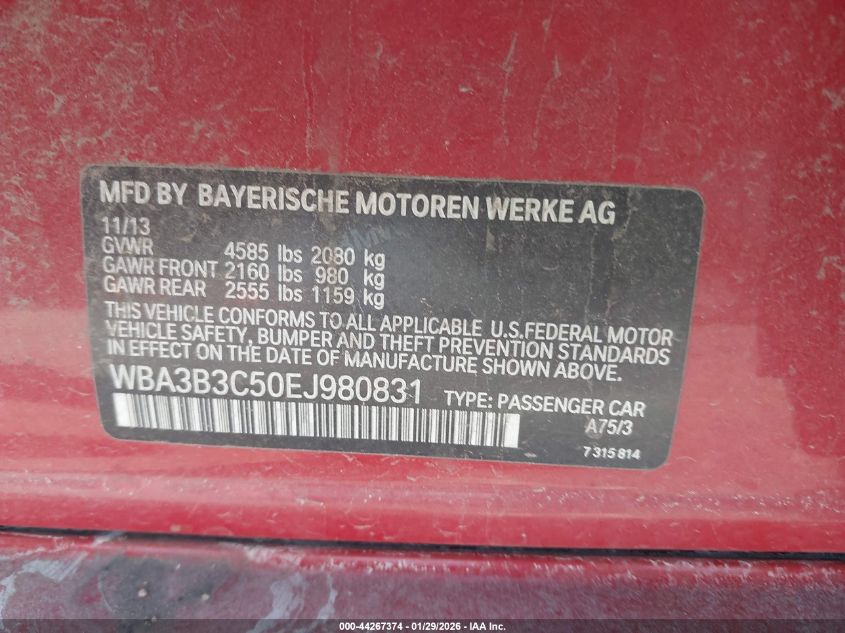 MFD BY BAYERISCHE MOTOREN WERKE AG
11/13
GVWR 4585 lbs 2080 kg
GAWR FRONT 2160 lbs 980 kg
GAWR REAR 2555 lbs 1159 kg
THIS VEHICLE CONFORMS TO ALL APPLICABLE U.S.FEDERAL MOTOR
VEHICLE SAFETY, BUMPER AND THEFT PREVENTION STANDARDS
IN EFFECT ON THE DATE OF MANUFACTURE SHOWN ABOVE.
WBA3B3C50EJ980831 TYPE: PASSENGER CAR
A75/3
7 315 814
000-44267374 | 01/29/2026 - IAA Inc.